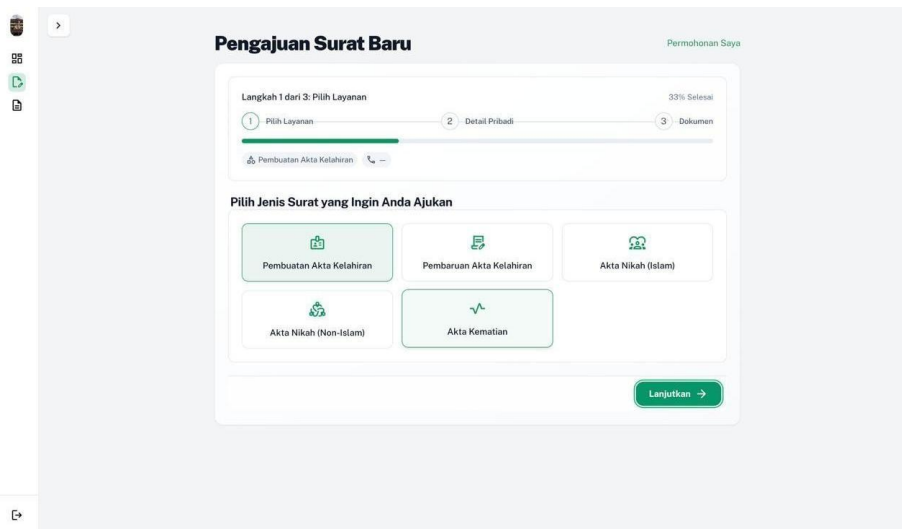 Pengajuan Surat Baru
Permohonan Saya
Langkah 1 dari 3: Pilih Layanan
33% Selesai
1 Pilih Layanan
2 Detail Pribadi
3 Dokumen
Pembuatan Akta Kelahiran
—
Pilih Jenis Surat yang Ingin Anda Ajukan
Pembuatan Akta Kelahiran
Pembaruan Akta Kelahiran
Akta Nikah (Islam)
Akta Nikah (Non-Islam)
Akta Kematian
Lanjutkan →